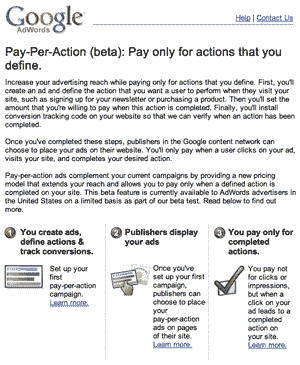 Google
AdWords
Help | Contact Us
Pay-Per-Action (beta): Pay only for actions that you
define.
Increase your advertising reach while paying only for actions that you define. First, you'll
create an ad and define the action that you want a user to perform when they visit your
site, such as signing up for your newsletter or purchasing a product. Then you'll set the
amount that you're willing to pay when this action is completed. Finally, you'll install
conversion tracking code on your website so that we can verify when an action has been
completed.
Once you've completed these steps, publishers in the Google content network can
choose to place your ads on their website. You'll only pay when a user clicks on your ad,
visits your site, and completes your desired action.
Pay-per-action ads complement your current campaigns by providing a new pricing
model that extends your reach and allows you to pay only when a defined action is
completed on your site. This beta feature is currently available to AdWords advertisers in
the United States on a limited basis as part of our beta test. Read below to find out
more.
1 You create ads,
define actions &
track conversions.
Set up your
first
pay-per-action
campaign.
Learn more.
2 Publishers display
your ads
Once you've
set up your first
campaign,
publishers can
choose to place
your
pay-per-action
ads on pages
of their site.
Learn more.
3 You pay only for
completed
actions.
You pay not
for clicks or
impressions,
but when a
click on your
ad leads to a
completed
action on your
site.
Learn more.